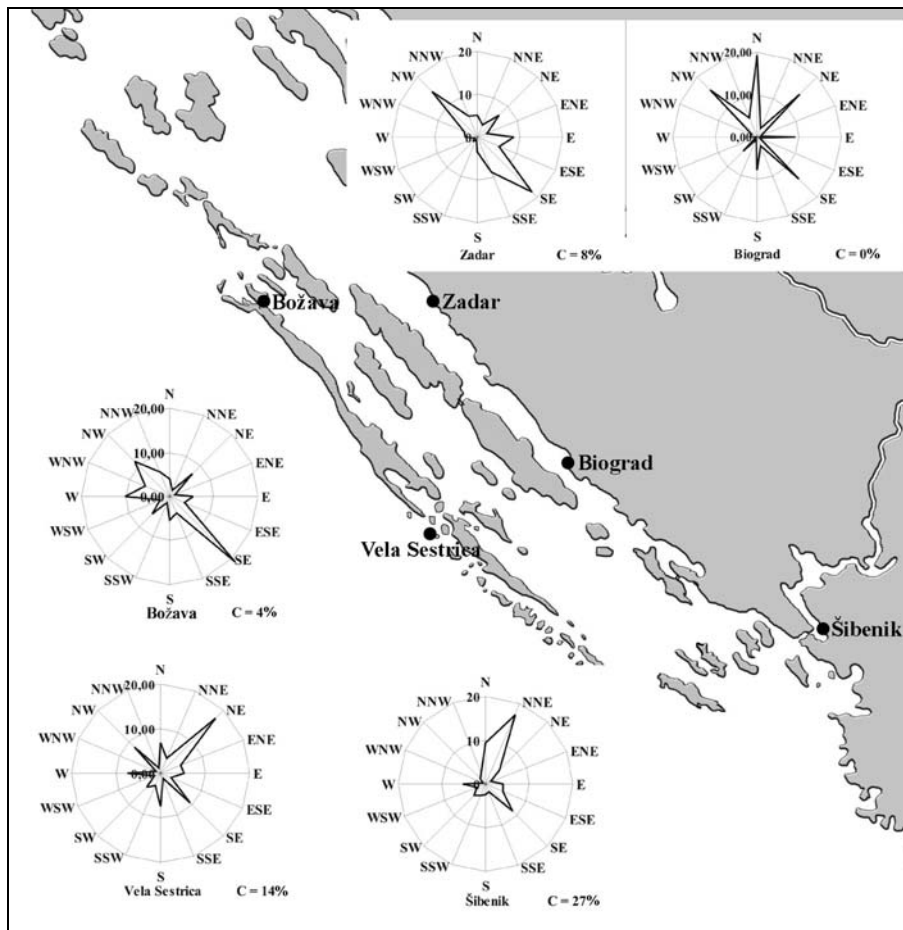 N
NNW 20 NNE
NW NE
10
WNW ENE
W 0 E
WSW ESE
SW SE
SSW SSE
S
Zadar C = 8%
N
NNW 20,00 NNE
NW NE
10,00
WNW ENE
W 0,00 E
WSW ESE
SW SE
SSW SSE
S
Biograd C = 0%
Božava
Zadar
Biograd
Vela Sestrica
Šibenik
N
20,00
NNW NNE
NW NE
10,00
WNW ENE
W 0,00 E
WSW ESE
SW SE
SSW SSE
S
Božava C = 4%
N
20,00
NNW NNE
NW NE
10,00
WNW ENE
W 0,00 E
WSW ESE
SW SE
SSW SSE
S
Vela Sestrica C = 14%
N
20
NNW NNE
NW NE
10
WNW ENE
W 0 E
WSW ESE
SW SE
SSW SSE
S
Šibenik C = 27%